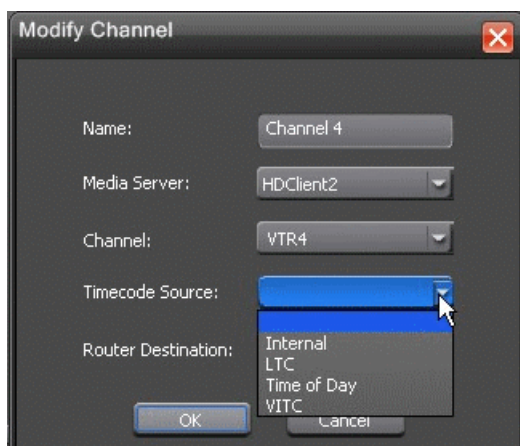 Modify Channel
Name:
Channel 4
Media Server:
HDClient2
Channel:
VTR4
Timecode Source:
Internal
LTC
Time of Day
VITC
Router Destination:
OK
Cancel